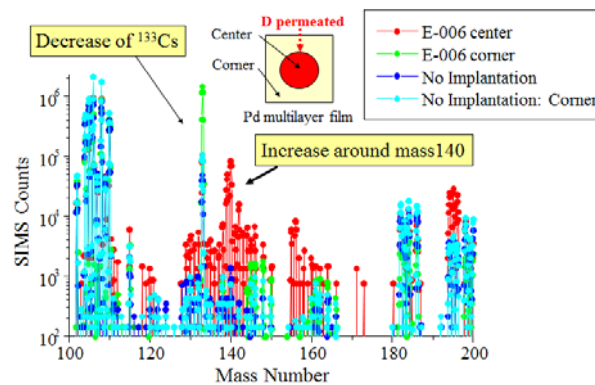 D permeated
Decrease of ¹³³Cs
Center
Corner
Pd multilayer film
E-006 center
E-006 corner
No Implantation
No Implantation: Corner
Increase around mass140
SIMS Counts
10⁶
10⁵
10⁴
10³
10²
100
120
140
160
180
200
Mass Number